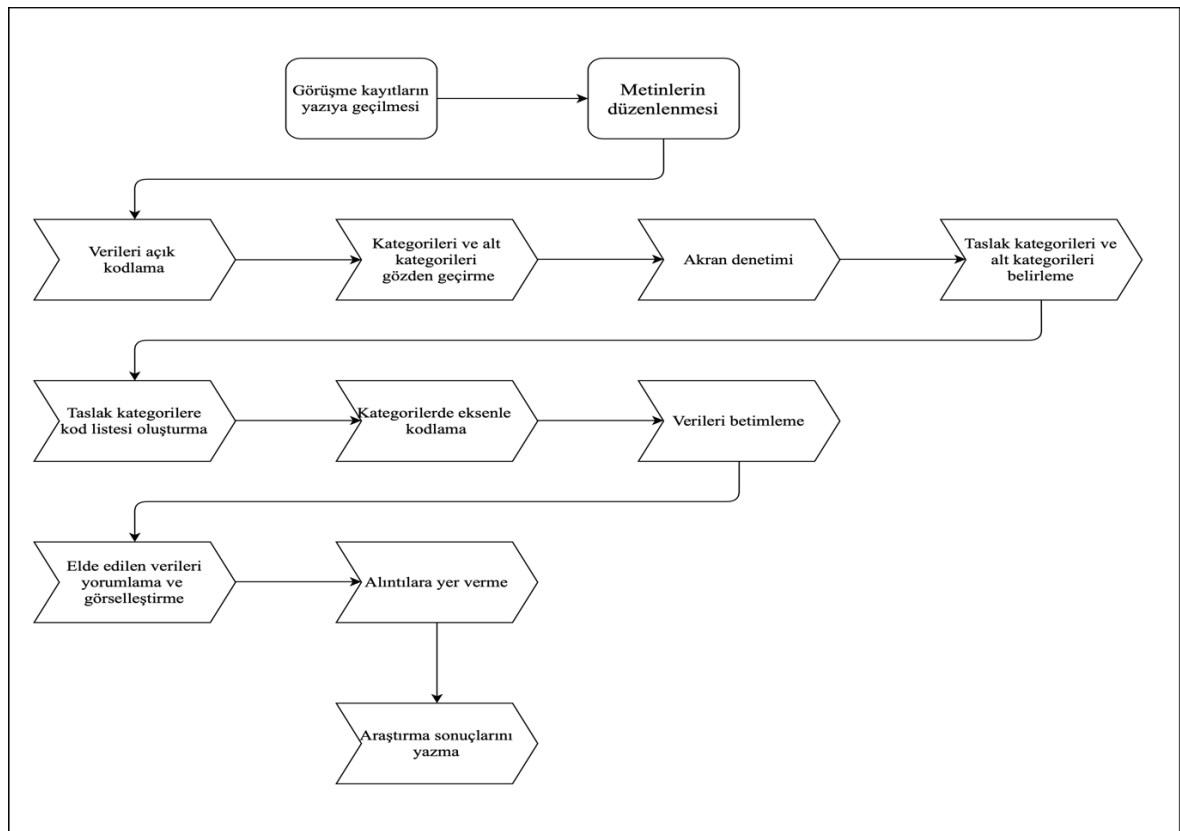 Görüşme kayıtların
yazıya geçilmesi
Metinlerin
düzenlenmesi
Verileri açık
kodlama
Kategorileri ve alt
kategorileri
gözden geçirme
Akran denetimi
Taslak kategorileri ve
alt kategorileri
belirleme
Taslak kategorilere
kod listesi oluşturma
Kategorilerde eksenle
kodlama
Verileri betimleme
Elde edilen verileri
yorumlama ve
görselleştirme
Alıntılara yer verme
Araştırma sonuçlarını
yazma